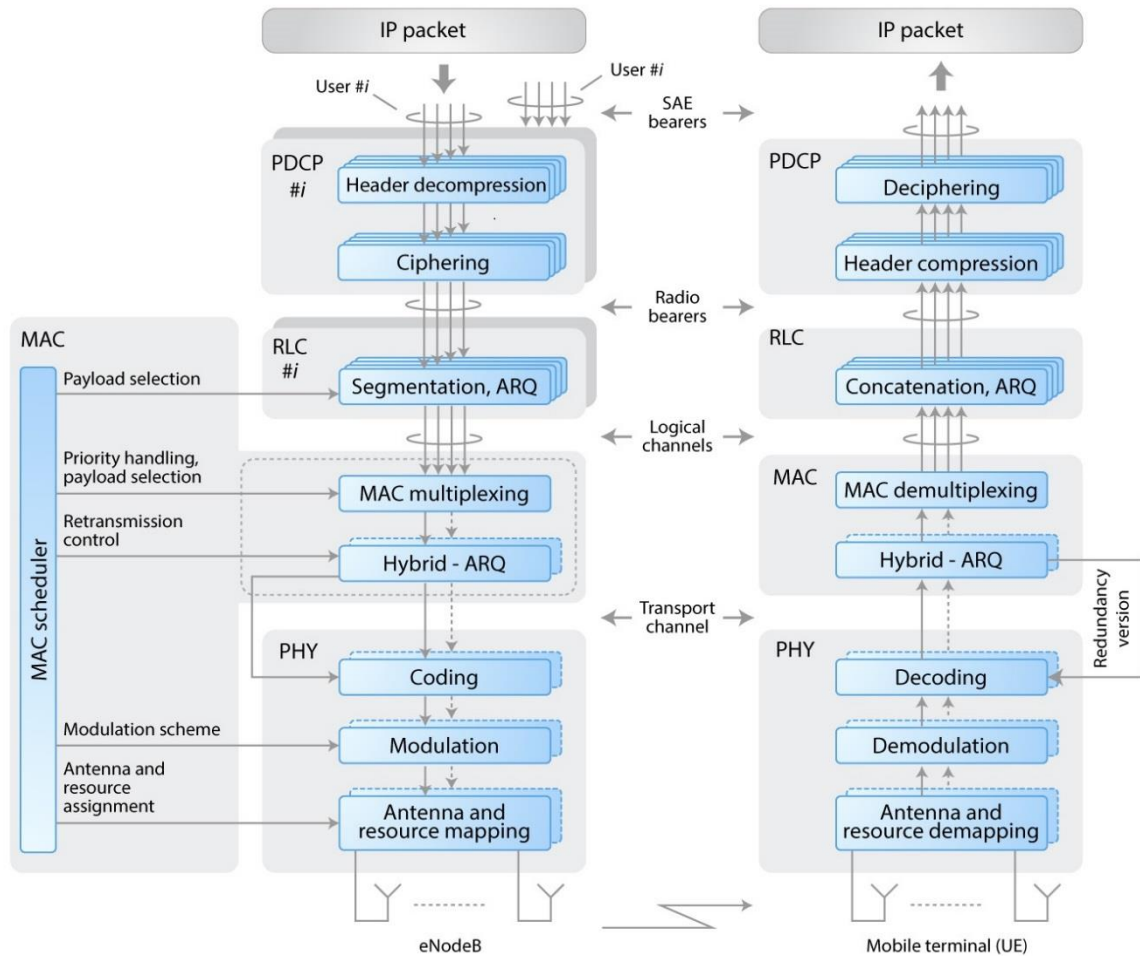 IP packet
IP packet
User #i
User #i
SAE
bearers
PDCP
#i
Header decompression
Ciphering
PDCP
Deciphering
Header compression
Radio
bearers
MAC
RLC
#i
Segmentation, ARQ
RLC
Concatenation, ARQ
Payload selection
Logical
channels
Priority handling,
payload selection
MAC multiplexing
MAC
MAC demultiplexing
Retransmission
control
Hybrid - ARQ
Hybrid - ARQ
MAC scheduler
Transport
channel
Redundancy
version
PHY
Coding
PHY
Decoding
Modulation scheme
Modulation
Demodulation
Antenna and
resource
assignment
Antenna and
resource mapping
Antenna and
resource demapping
eNodeB
Mobile terminal (UE)